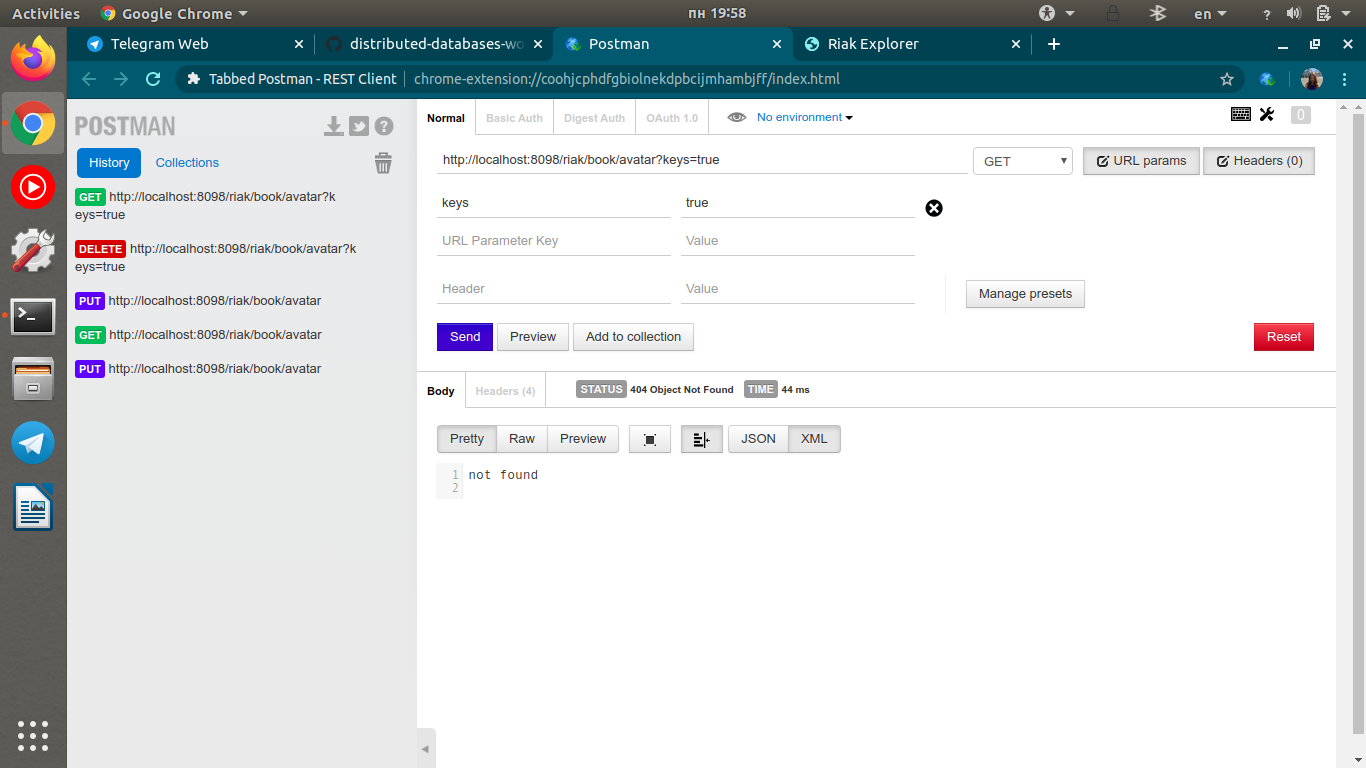 Activities
Google Chrome
пн 19:58
en
?
Telegram Web
distributed-databases-wo
Postman
Riak Explorer
Tabbed Postman - REST Client
chrome-extension://coohjcphdfgbiolnekdpbcijmhambjff/index.html
POSTMAN
?
History
Collections
GET http://localhost:8098/riak/book/avatar?k
eys=true
DELETE http://localhost:8098/riak/book/avatar?k
eys=true
PUT http://localhost:8098/riak/book/avatar
GET http://localhost:8098/riak/book/avatar
PUT http://localhost:8098/riak/book/avatar
Normal
Basic Auth
Digest Auth
OAuth 1.0
No environment
0
http://localhost:8098/riak/book/avatar?keys=true
GET
URL params
Headers (0)
keys
true
URL Parameter Key
Value
Header
Value
Manage presets
Send
Preview
Add to collection
Reset
Body
Headers (4)
STATUS 404 Object Not Found
TIME 44 ms
Pretty
Raw
Preview
JSON
XML
1 not found
2